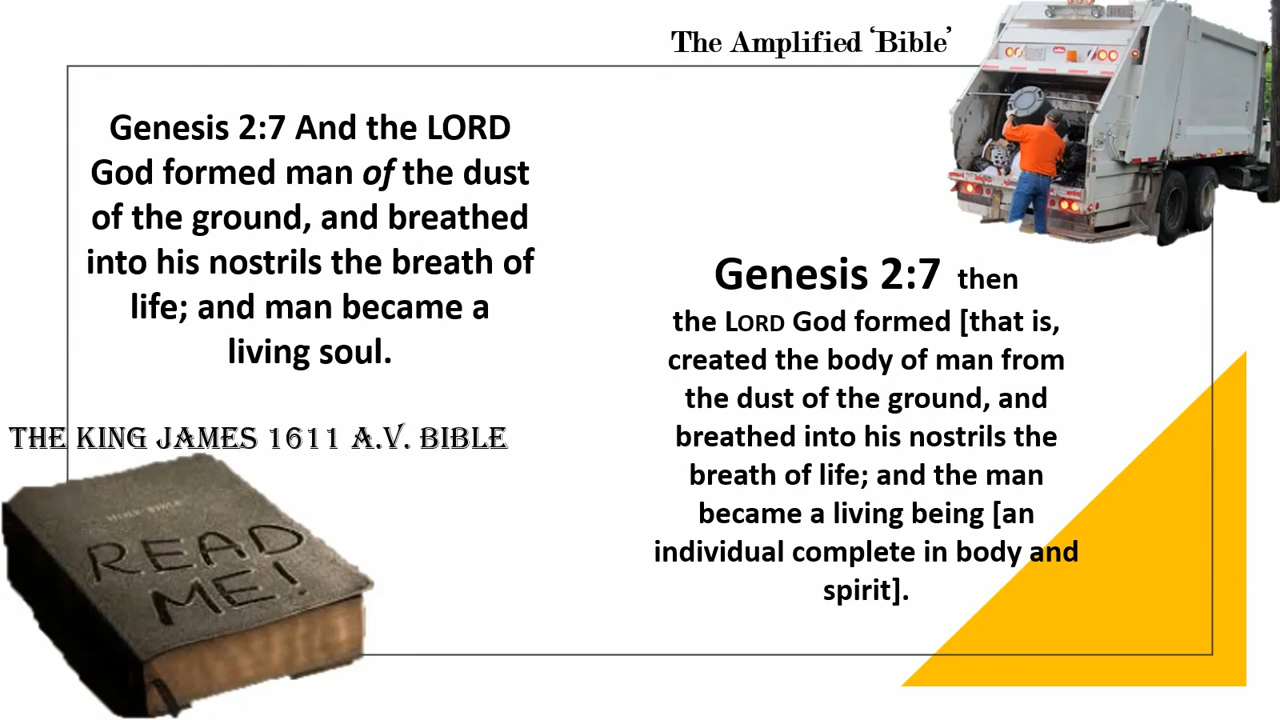 The Amplified ‘Bible’
Genesis 2:7 And the LORD
God formed man of the dust
of the ground, and breathed
into his nostrils the breath of
life; and man became a
living soul.
THE KING JAMES 1611 A.V. BIBLE
HOLY BIBLE
READ
ME!
Genesis 2:7 then
the LORD God formed [that is,
created the body of man from
the dust of the ground, and
breathed into his nostrils the
breath of life; and the man
became a living being [an
individual complete in body and
spirit].